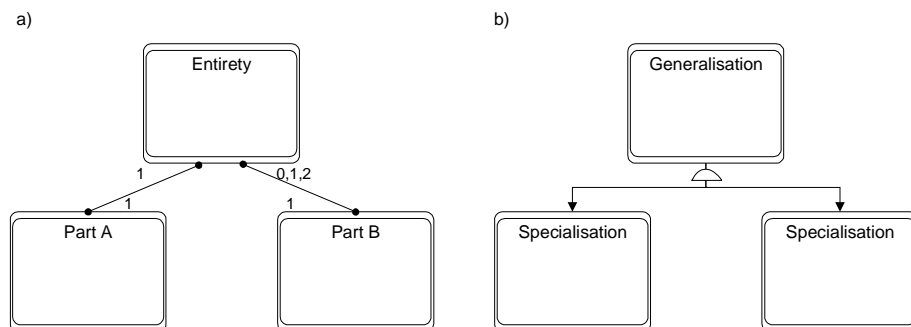 a)
Entirety
1
0,1,2
1
1
Part A
Part B
b)
Generalisation
Specialisation
Specialisation